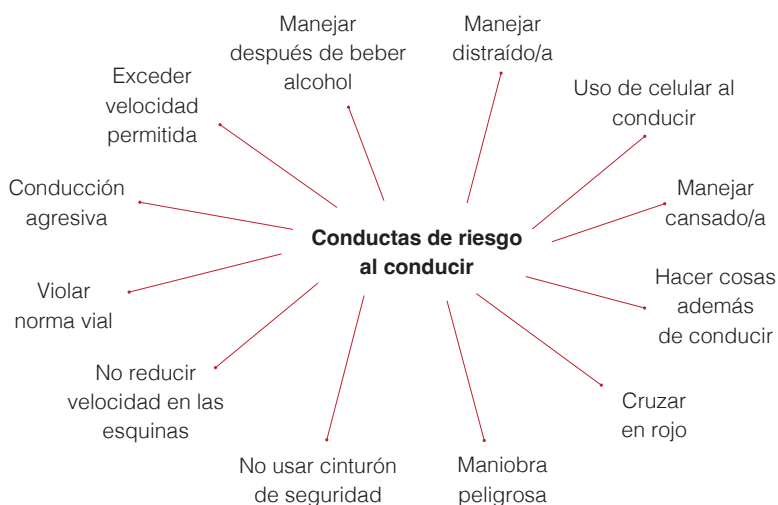 Manejar
después de beber
alcohol
Manejar
distraído/a
Uso de celular al
conducir
Manejar
cansado/a
Hacer cosas
además
de conducir
Cruzar
en rojo
Maniobra
peligrosa
No usar cinturón
de seguridad
No reducir
velocidad en las
esquinas
Violar
norma vial
Conducción
agresiva
Exceder
velocidad
permitida
Conductas de riesgo
al conducir